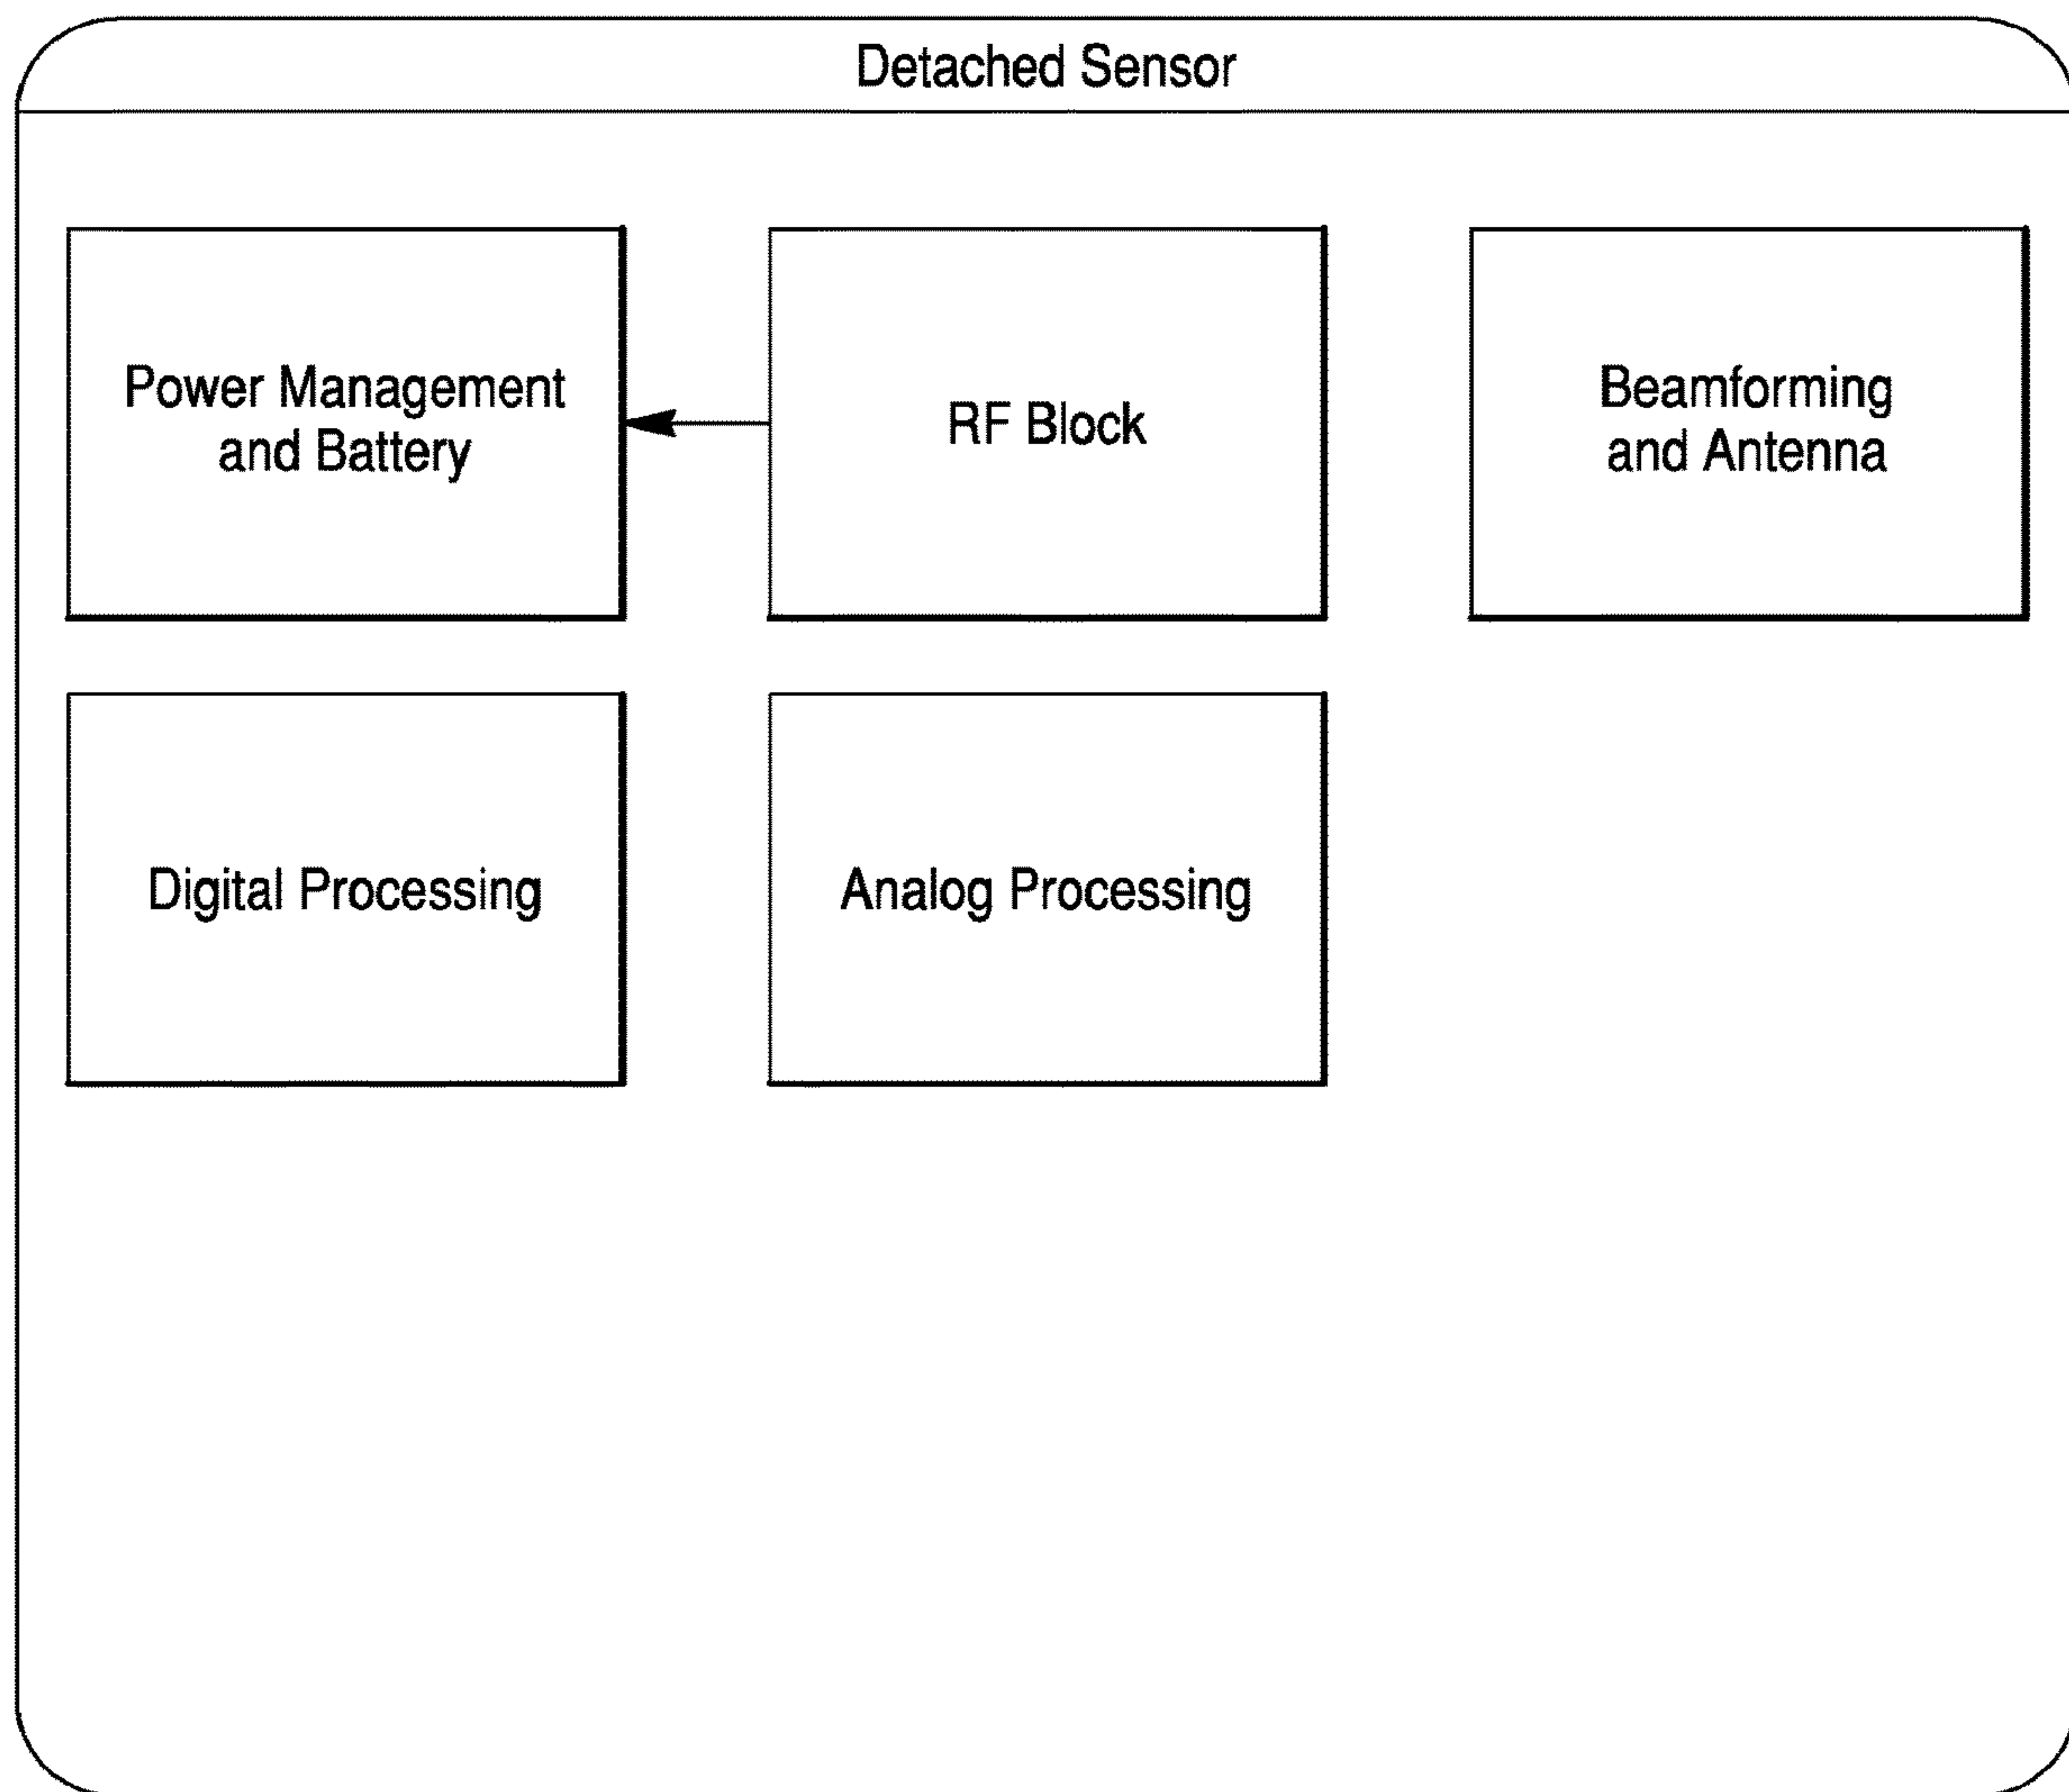 Detached Sensor
Power Management
and Battery
RF Block
Beamforming
and Antenna
Digital Processing
Analog Processing